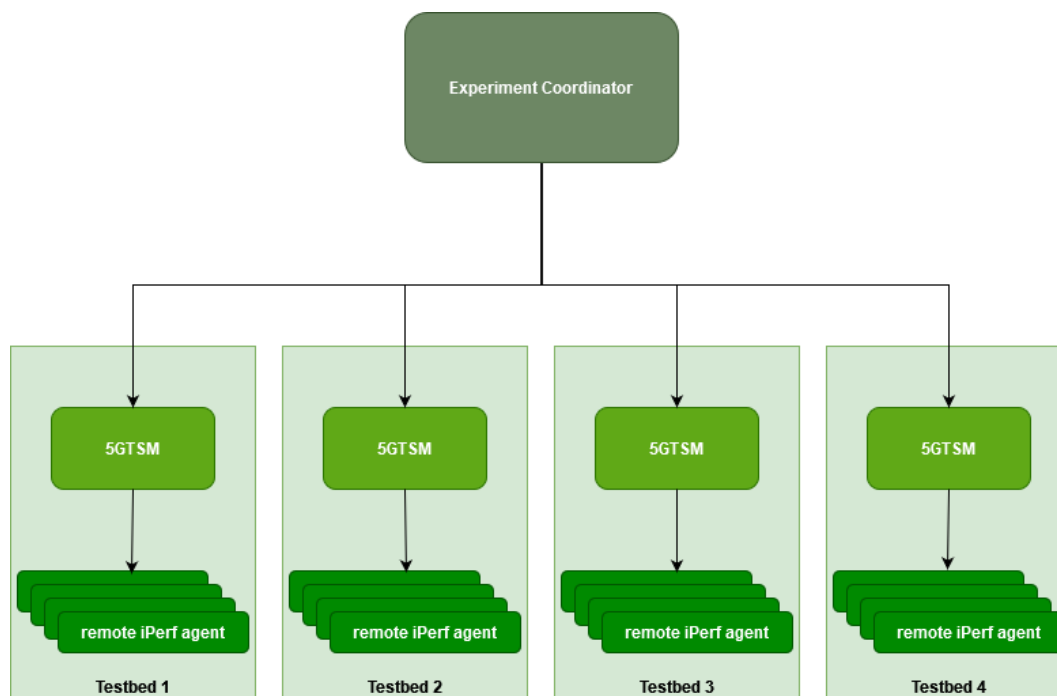 Experiment Coordinator
5GTSM
5GTSM
5GTSM
5GTSM
remote iPerf agent
remote iPerf agent
remote iPerf agent
remote iPerf agent
Testbed 1
Testbed 2
Testbed 3
Testbed 4